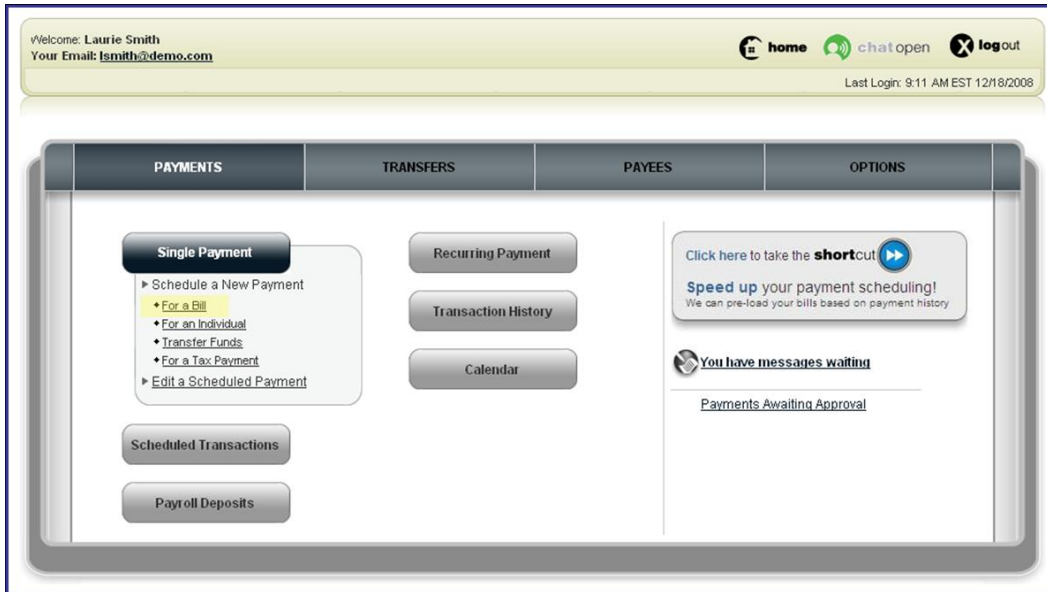 Welcome: Laurie Smith
Your Email: lsmith@demo.com
home
chat open
logout
Last Login: 9:11 AM EST 12/18/2008
PAYMENTS
TRANSFERS
PAYEES
OPTIONS
Single Payment
Schedule a New Payment
For a Bill
For an Individual
Transfer Funds
For a Tax Payment
Edit a Scheduled Payment
Scheduled Transactions
Payroll Deposits
Recurring Payment
Transaction History
Calendar
Click here to take the shortcut
Speed up your payment scheduling!
We can pre-load your bills based on payment history
You have messages waiting
Payments Awaiting Approval